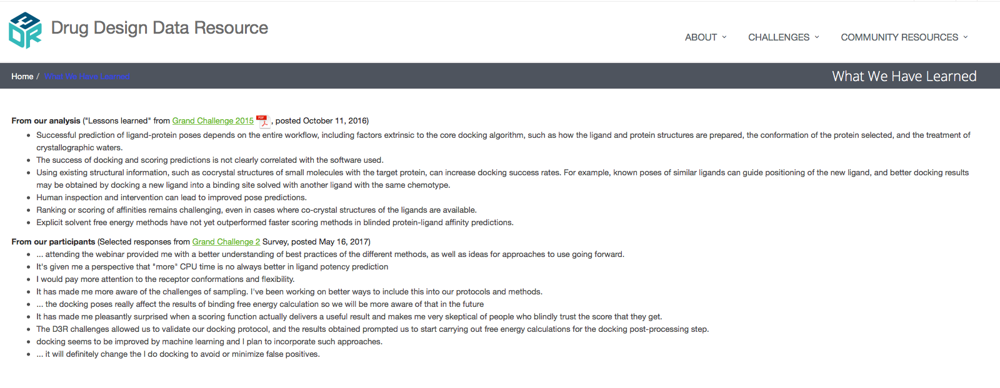 D3R
Drug Design Data Resource
ABOUT
CHALLENGES
COMMUNITY RESOURCES
Home / What We Have Learned
What We Have Learned
From our analysis ("Lessons learned" from Grand Challenge 2015 PDF, posted October 11, 2016)
• Successful prediction of ligand-protein poses depends on the entire workflow, including factors extrinsic to the core docking algorithm, such as how the ligand and protein structures are prepared, the conformation of the protein selected, and the treatment of
crystallographic waters.
• The success of docking and scoring predictions is not clearly correlated with the software used.
• Using existing structural information, such as cocrystal structures of small molecules with the target protein, can increase docking success rates. For example, known poses of similar ligands can guide positioning of the new ligand, and better docking results
may be obtained by docking a new ligand into a binding site solved with another ligand with the same chemotype.
• Human inspection and intervention can lead to improved pose predictions.
• Ranking or scoring of affinities remains challenging, even in cases where co-crystal structures of the ligands are available.
• Explicit solvent free energy methods have not yet outperformed faster scoring methods in blinded protein-ligand affinity predictions.
From our participants (Selected responses from Grand Challenge 2 Survey, posted May 16, 2017)
• ... attending the webinar provided me with a better understanding of best practices of the different methods, as well as ideas for approaches to use going forward.
• It's given me a perspective that "more" CPU time is no always better in ligand potency prediction
• I would pay more attention to the receptor conformations and flexibility.
• It has made me more aware of the challenges of sampling. I've been working on better ways to include this into our protocols and methods.
• ... the docking poses really affect the results of binding free energy calculation so we will be more aware of that in the future
• It has made me pleasantly surprised when a scoring function actually delivers a useful result and makes me very skeptical of people who blindly trust the score that they get.
• The D3R challenges allowed us to validate our docking protocol, and the results obtained prompted us to start carrying out free energy calculations for the docking post-processing step.
• docking seems to be improved by machine learning and I plan to incorporate such approaches.
• ... it will definitely change the I do docking to avoid or minimize false positives.